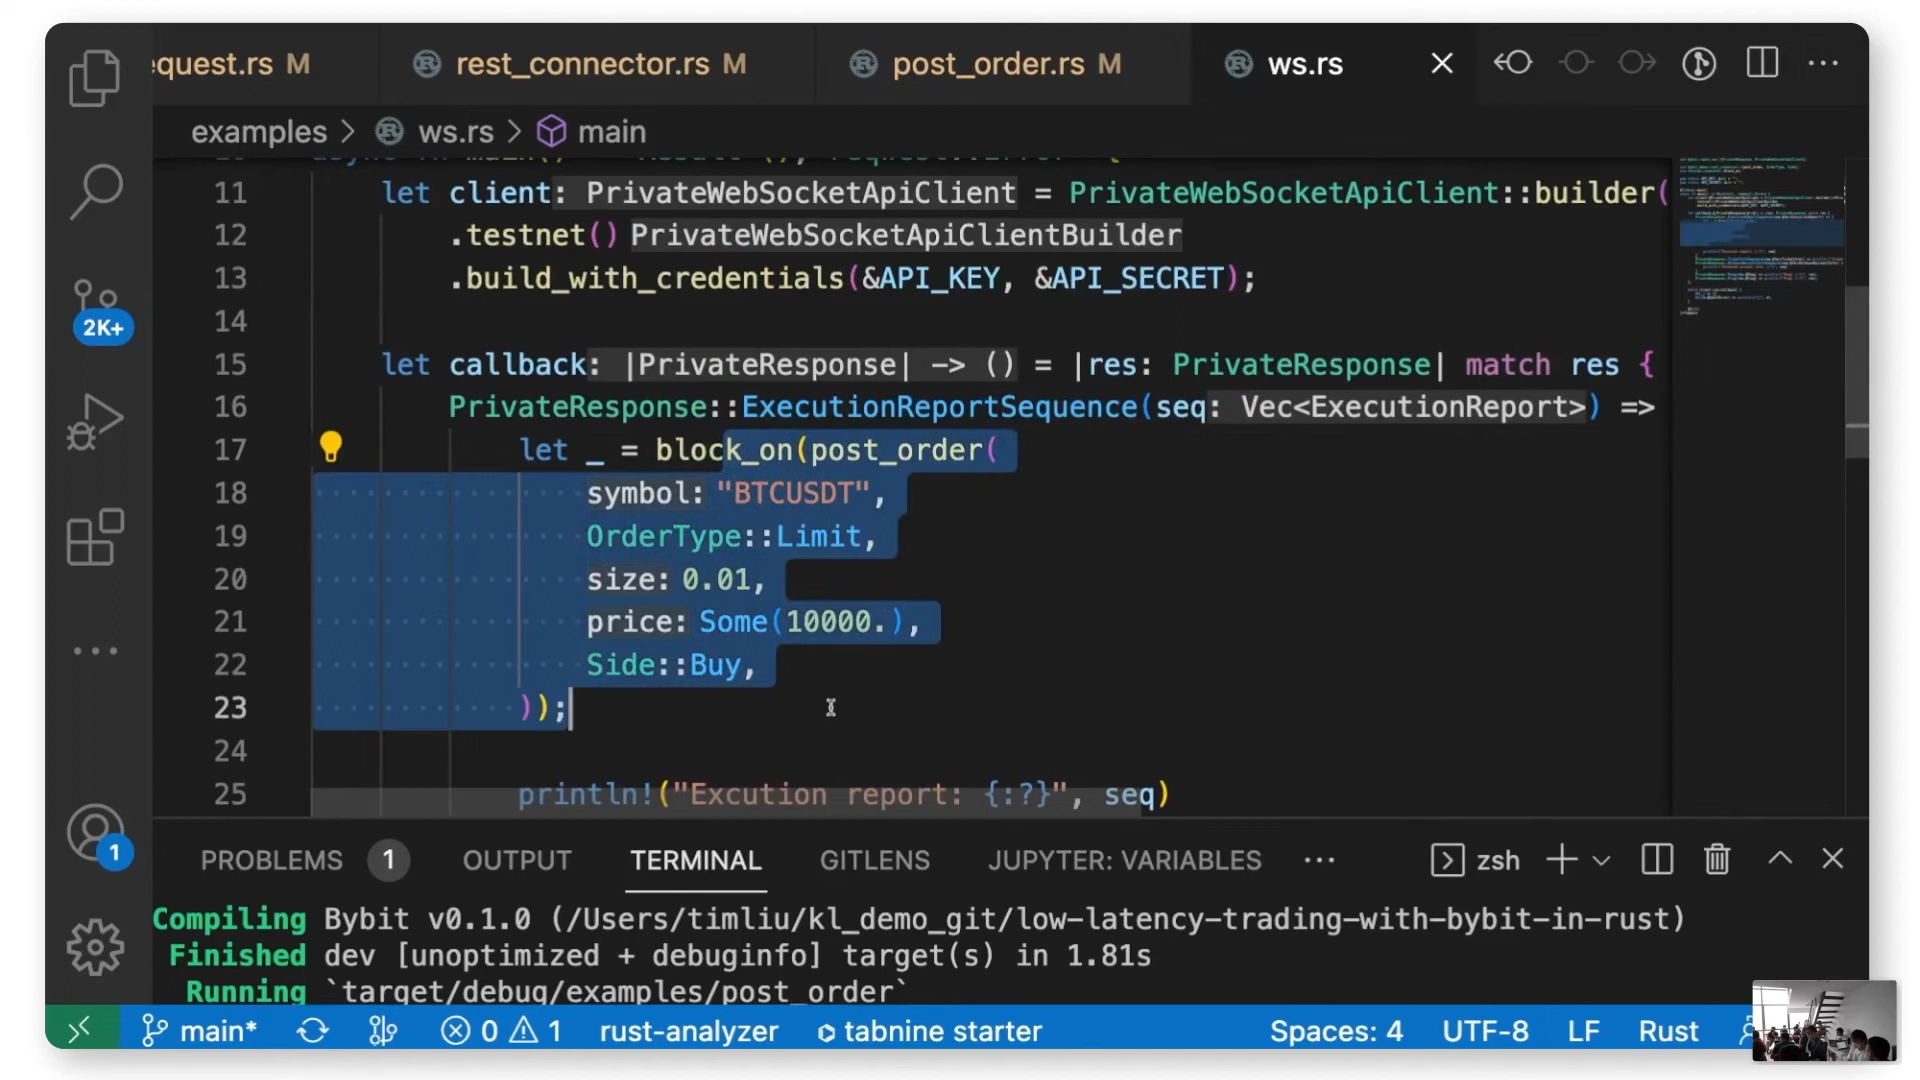 equest.rs M
rest_connector.rs M
post_order.rs M
ws.rs
examples > ws.rs > main
11 let client: PrivateWebSocketApiClient = PrivateWebSocketApiClient::builder(
12 .testnet() PrivateWebSocketApiClientBuilder
13 .build_with_credentials(&API_KEY, &API_SECRET);
14
15 let callback: |PrivateResponse| -> () = |res: PrivateResponse| match res {
16 PrivateResponse::ExecutionReportSequence(seq: Vec<ExecutionReport>) =>
17 let _ = block_on(post_order(
18 symbol: "BTCUSDT",
19 OrderType::Limit,
20 size: 0.01,
21 price: Some(10000.),
22 Side::Buy,
23 ));
24
25 println!("Excution report: {:?}", seq)
2K+
1
PROBLEMS 1 OUTPUT TERMINAL GITLENS JUPYTER: VARIABLES ··· zsh
Compiling Bybit v0.1.0 (/Users/timliu/kl_demo_git/low-latency-trading-with-bybit-in-rust)
Finished dev [unoptimized + debuginfo] target(s) in 1.81s
Running `target/debug/examples/post_order`
main* 0 1 rust-analyzer tabnine starter Spaces: 4 UTF-8 LF Rust